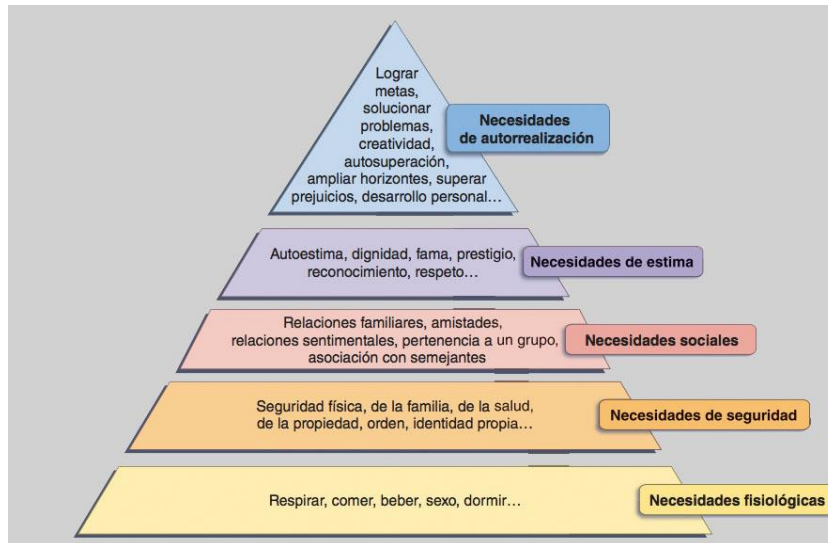 Lograr
metas,
solucionar
problemas,
creatividad,
autosuperación,
ampliar horizontes, superar
prejuicios, desarrollo personal…
Necesidades
de autorrealización
Autoestima, dignidad, fama, prestigio,
reconocimiento, respeto…
Necesidades de estima
Relaciones familiares, amistades,
relaciones sentimentales, pertenencia a un grupo,
asociación con semejantes
Necesidades sociales
Seguridad física, de la familia, de la salud,
de la propiedad, orden, identidad propia…
Necesidades de seguridad
Respirar, comer, beber, sexo, dormir…
Necesidades fisiológicas